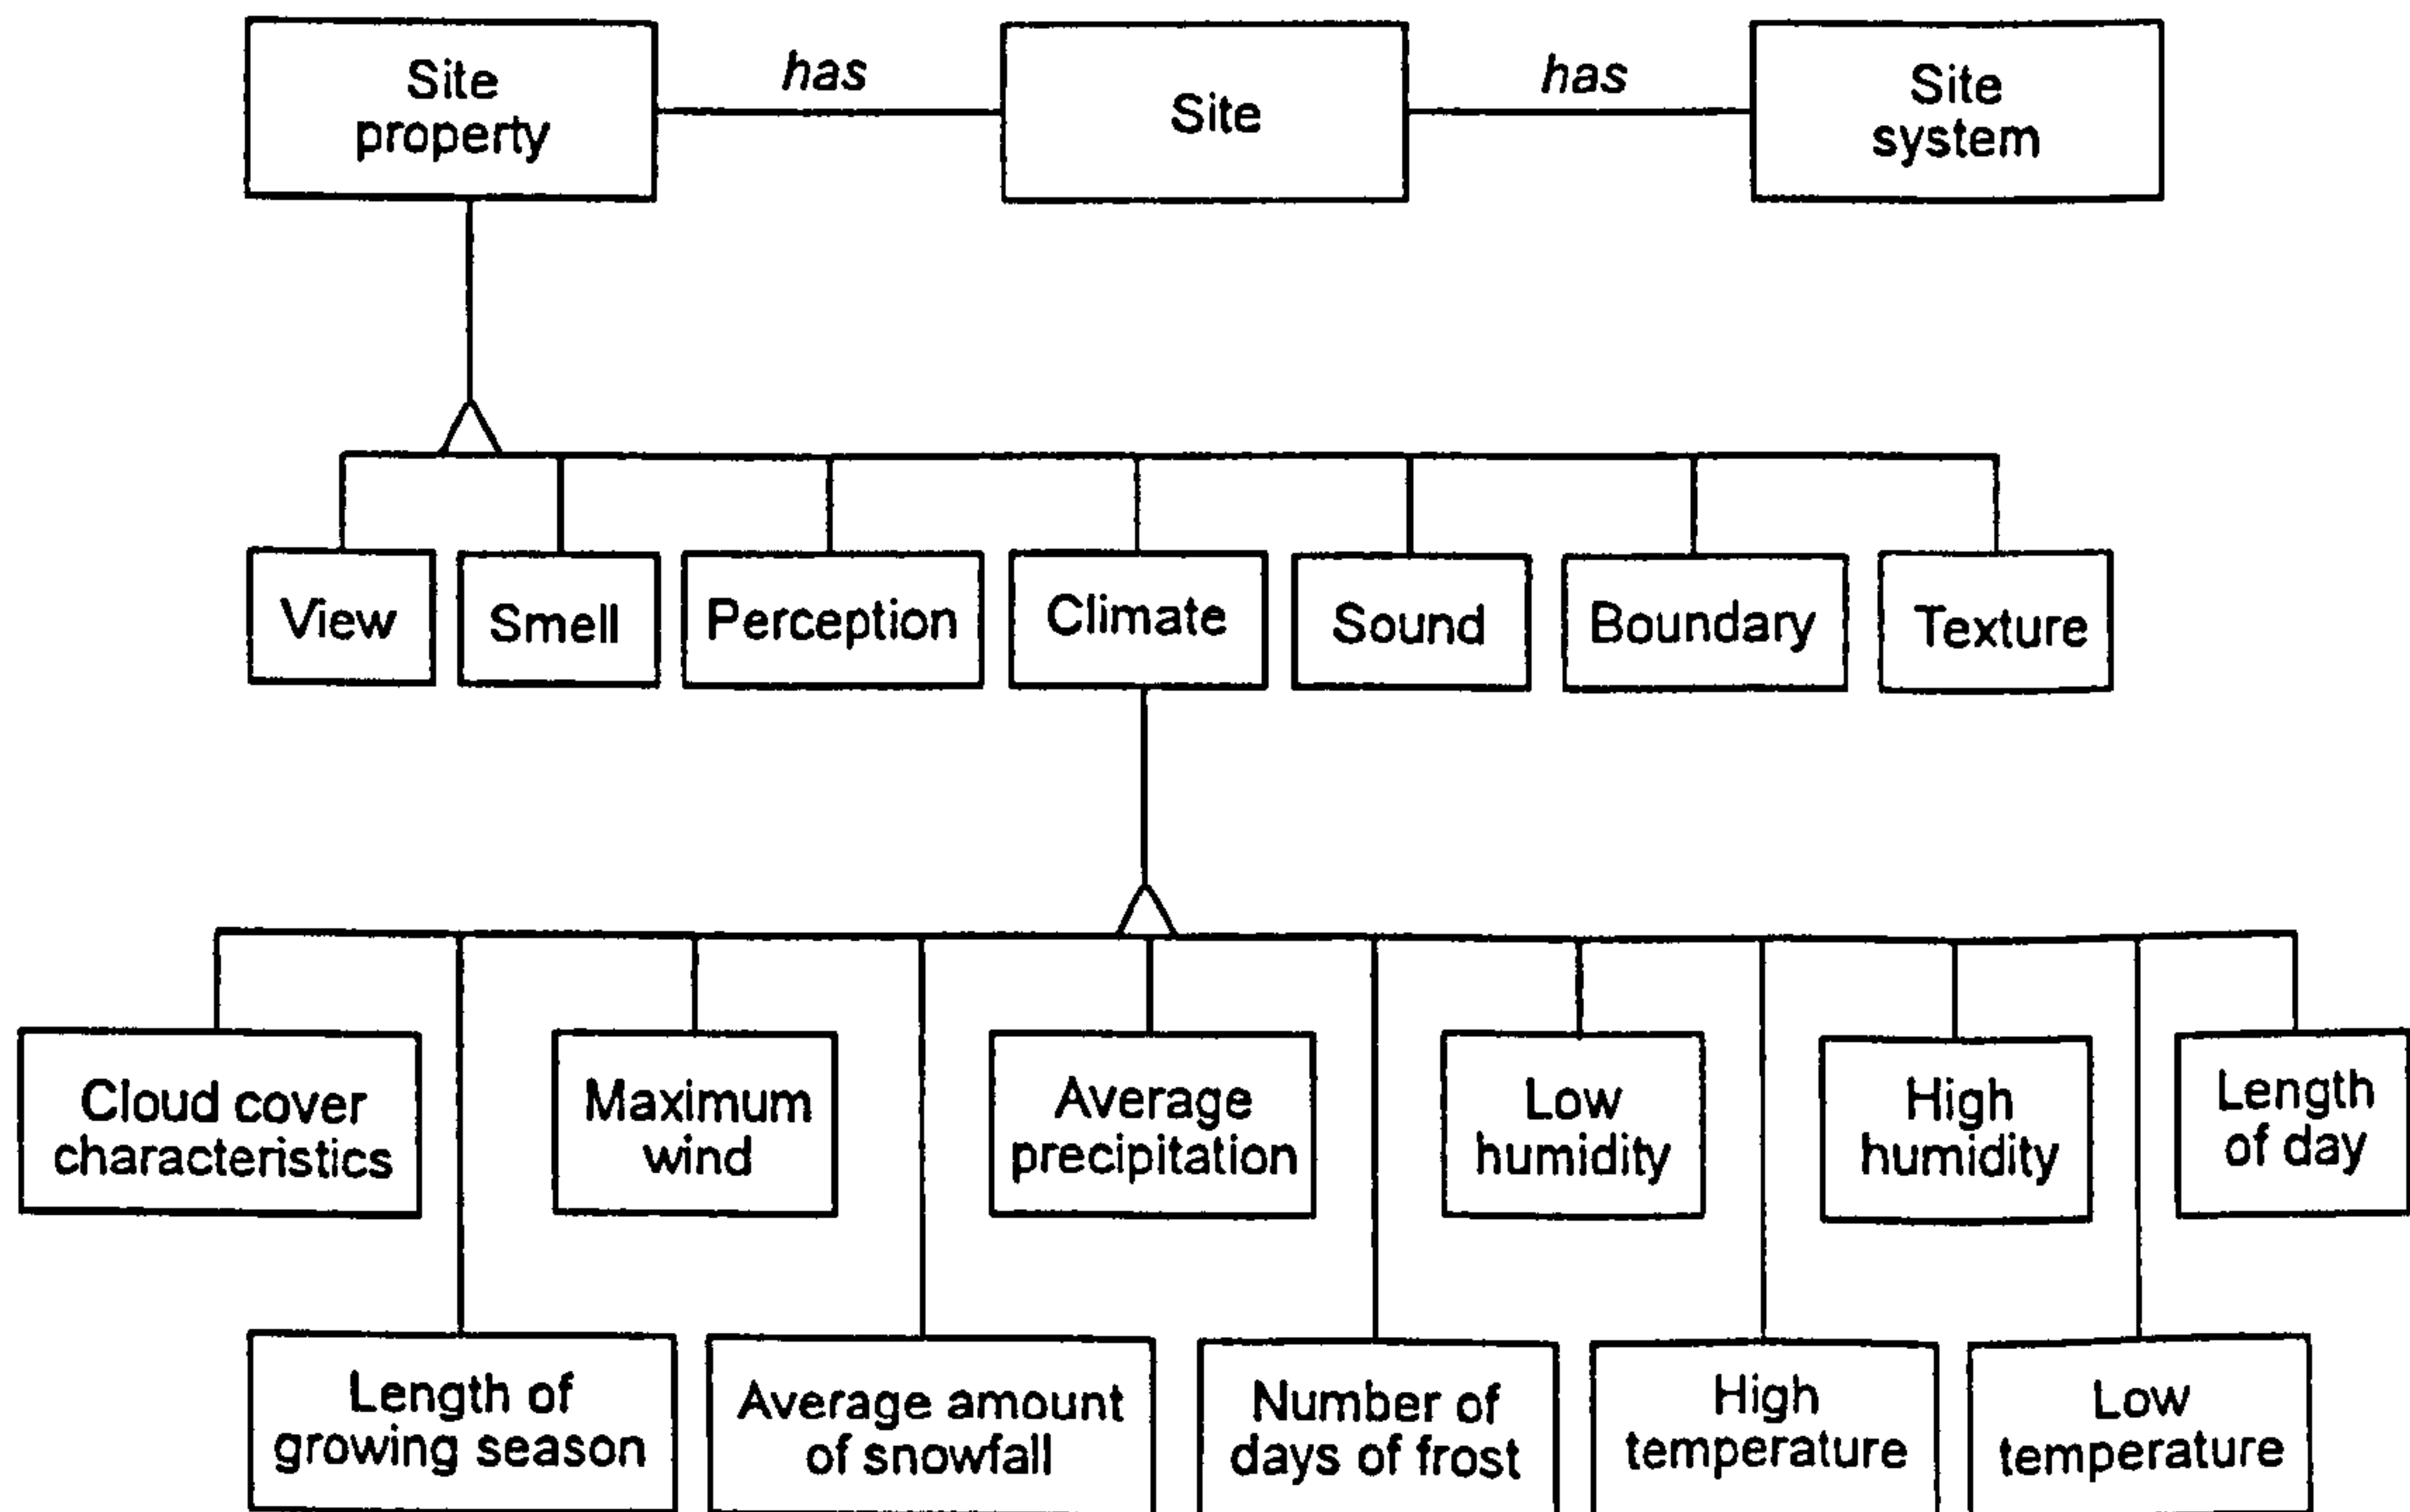 Site
property
has
Site
has
Site
system
View
Smell
Perception
Climate
Sound
Boundary
Texture
Cloud cover
characteristics
Maximum
wind
Average
precipitation
Low
humidity
High
humidity
Length
of day
Length of
growing season
Average amount
of snowfall
Number of
days of frost
High
temperature
Low
temperature